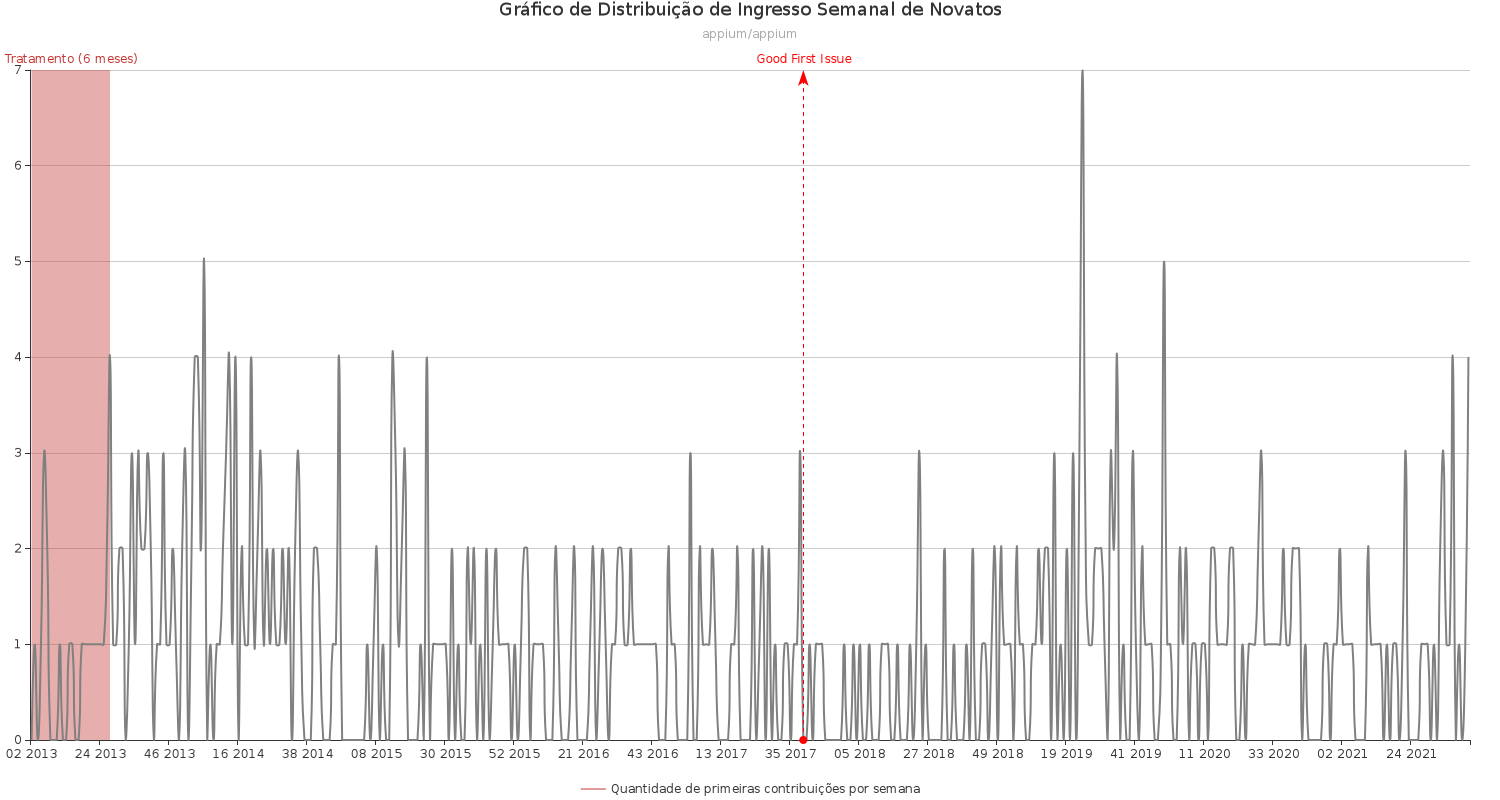 Gráfico de Distribuição de Ingresso Semanal de Novatos
appium/appium
Tratamento (6 meses)
Good First Issue
7
6
5
4
3
2
1
0
02 2013 24 2013 46 2013 16 2014 38 2014 08 2015 30 2015 52 2015 21 2016 43 2016 13 2017 35 2017 05 2018 27 2018 49 2018 19 2019 41 2019 11 2020 33 2020 02 2021 24 2021
Quantidade de primeiras contribuições por semana